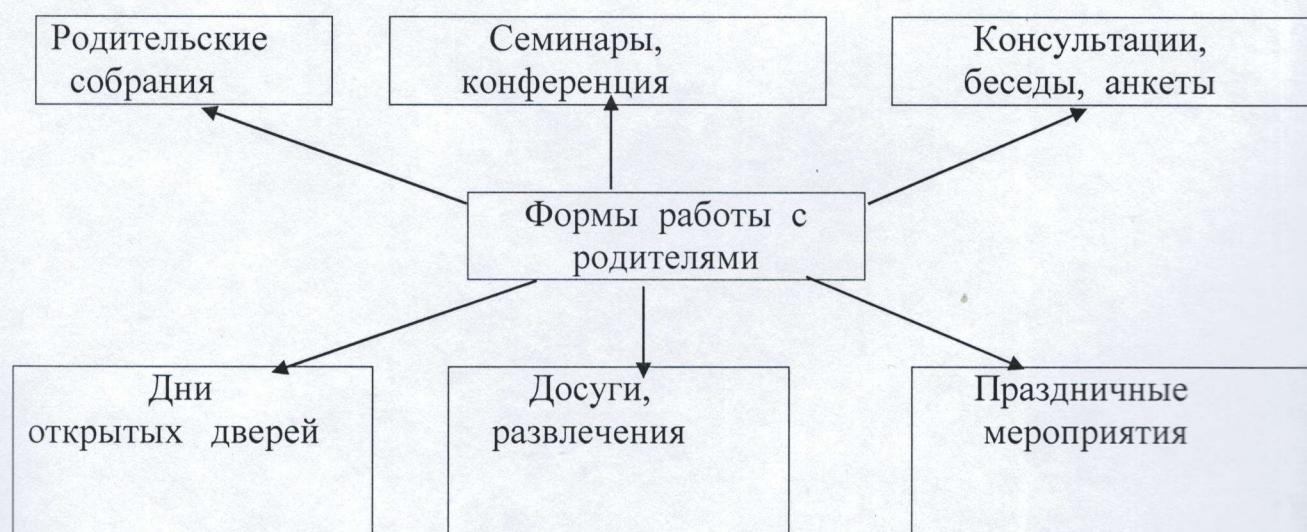 Родительские
собрания
Семинары,
конференция
Консультации,
беседы, анкеты
Формы работы с
родителями
Дни
открытых дверей
Досуги,
развлечения
Праздничные
мероприятия